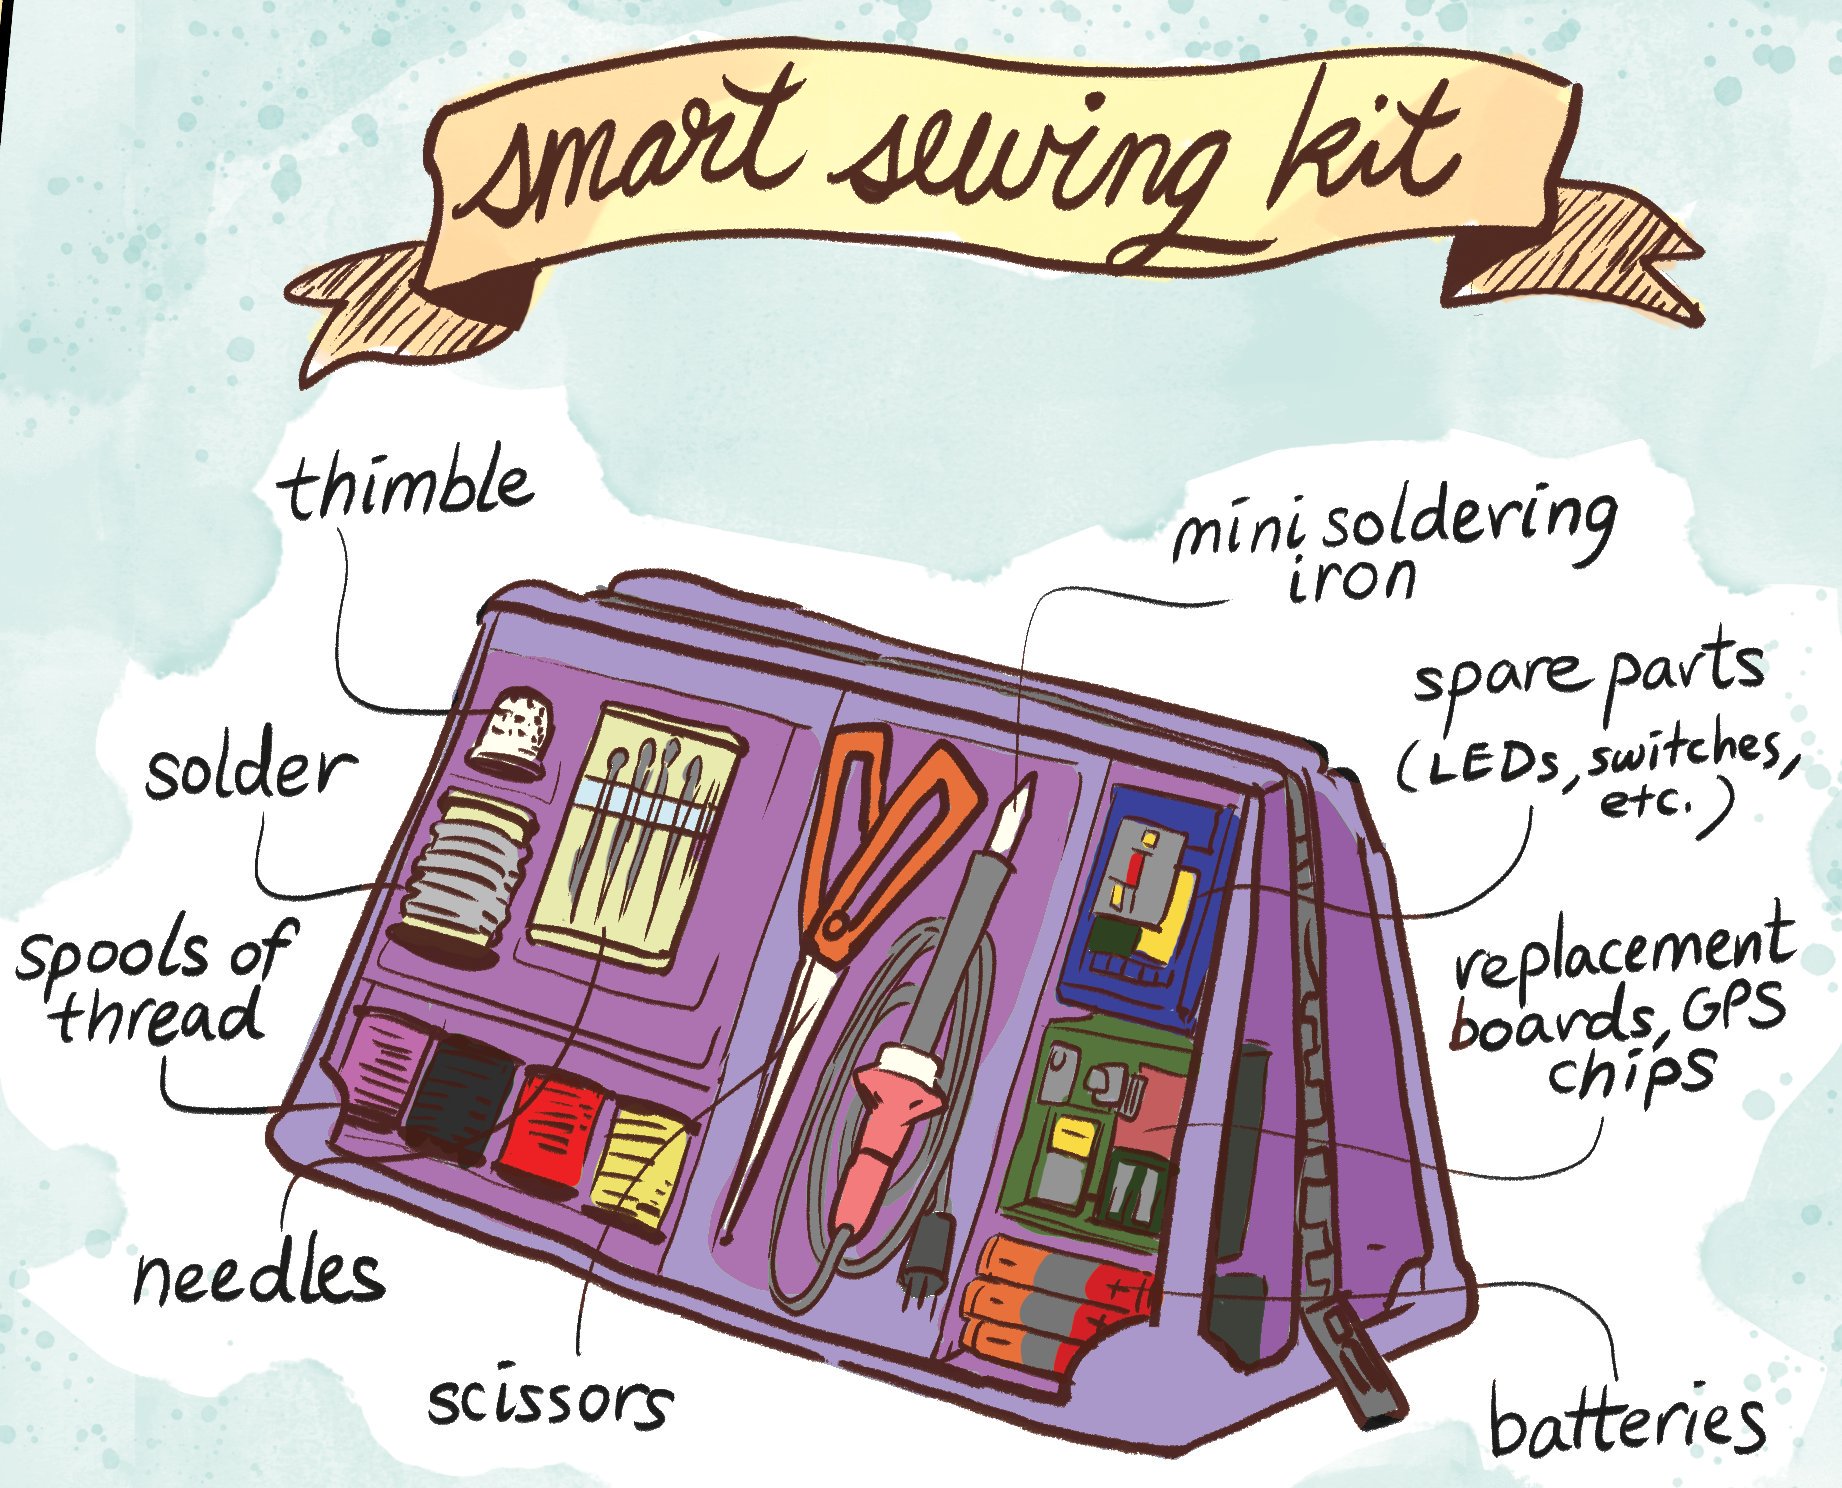 smart sewing kit
thimble
solder
spools of
thread
needles
scissors
mini soldering
iron
spare parts
(LEDs, switches,
etc.)
replacement
boards, GPS
chips
batteries